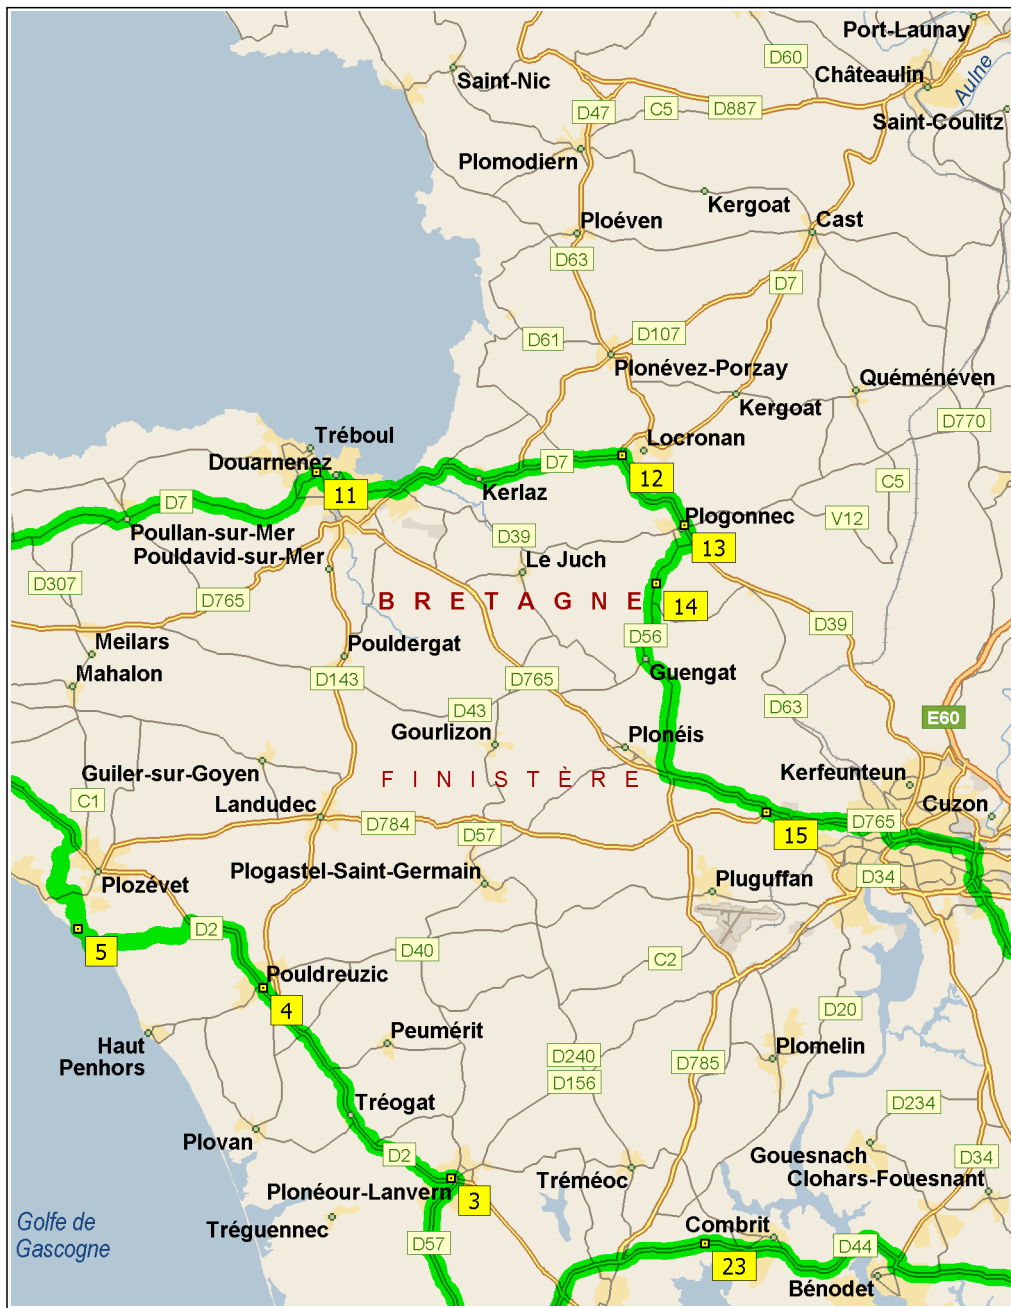 Port-Launay
D60
Saint-Nic
Châteaulin
Aulne
D47
C5
D887
Saint-Coulitz
Plomodiern
Kergoat
Ploéven
Cast
D63
D7
D61
D107
Plonévez-Porzay
Quéménéven
Kergoat
D770
Tréboul
Locronan
Douarnenez
D7
11
12
D7
Kerlaz
C5
Poullan-sur-Mer
Plogonnec
V12
Pouldavid-sur-Mer
D39
13
Le Juch
D307
D765
BRETAGNE
14
D39
Meilars
Pouldergat
D56
Mahalon
D143
D765
Guengat
D43
D63
E60
Gourlizon
Plonéis
Guiler-sur-Goyen
FINISTÈRE
Kerfeunteun
C1
Landudec
Cuzon
D784
D57
15
D765
Plozévet
Plogastel-Saint-Germain
Pluguffan
D34
D2
5
D40
C2
Pouldreuzic
4
D20
Haut
Penhors
Peumérit
D240
D785
Plomelin
D156
Tréogat
D234
Plovan
D2
Gouesnach
D34
Plonéour-Lanvern
3
Tréméoc
Clohars-Fouesnant
Golfe de
Gascogne
Tréguennec
D57
Combrit
D44
23
Bénodet